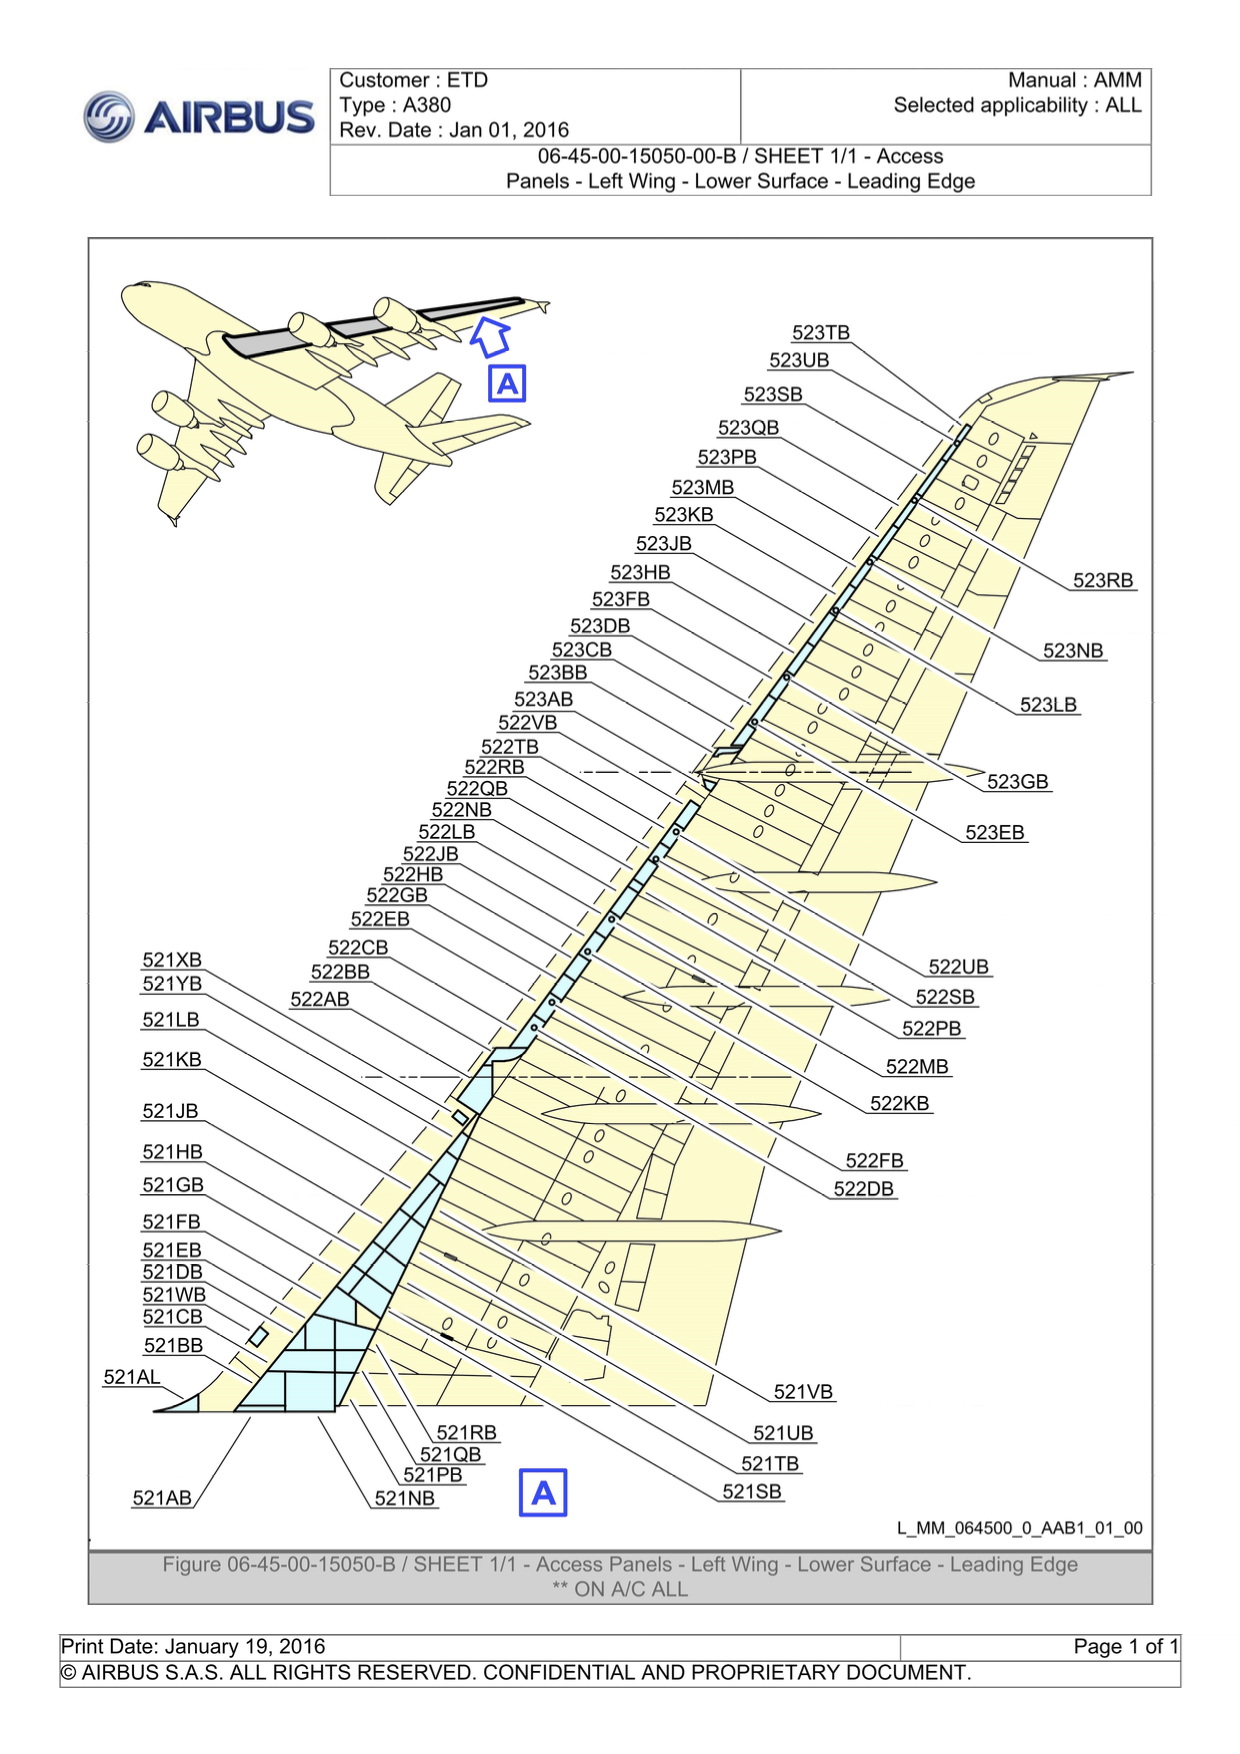 AIRBUS
Customer : ETD
Type : A380
Rev. Date : Jan 01, 2016
Manual : AMM
Selected applicability : ALL
06-45-00-15050-00-B / SHEET 1/1 - Access
Panels - Left Wing - Lower Surface - Leading Edge
A
523TB
523UB
523SB
523QB
523PB
523MB
523KB
523JB
523HB
523FB
523DB
523CB
523BB
523AB
522VB
522TB
522RB
522QB
522NB
522LB
522JB
522HB
522GB
522EB
522CB
522BB
522AB
521XB
521YB
521LB
521KB
521JB
521HB
521GB
521FB
521EB
521DB
521WB
521CB
521BB
521AL
521AB
523RB
523NB
523LB
523GB
523EB
522UB
522SB
522PB
522MB
522KB
522FB
522DB
521VB
521UB
521TB
521SB
521RB
521QB
521PB
521NB
A
L_MM_064500_0_AAB1_01_00
Figure 06-45-00-15050-B / SHEET 1/1 - Access Panels - Left Wing - Lower Surface - Leading Edge
** ON A/C ALL
Print Date: January 19, 2016
Page 1 of 1
© AIRBUS S.A.S. ALL RIGHTS RESERVED. CONFIDENTIAL AND PROPRIETARY DOCUMENT.